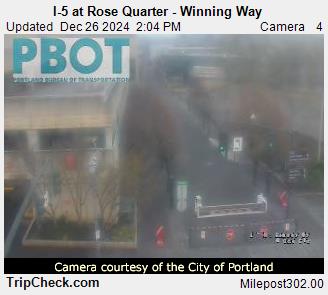 I-5 at Rose Quarter - Winning Way
Updated Dec 26 2024 2:04 PM Camera 4
PBOT
PORTLAND BUREAU OF TRANSPORTATION
Camera courtesy of the City of Portland
TripCheck.com Milepost302.00